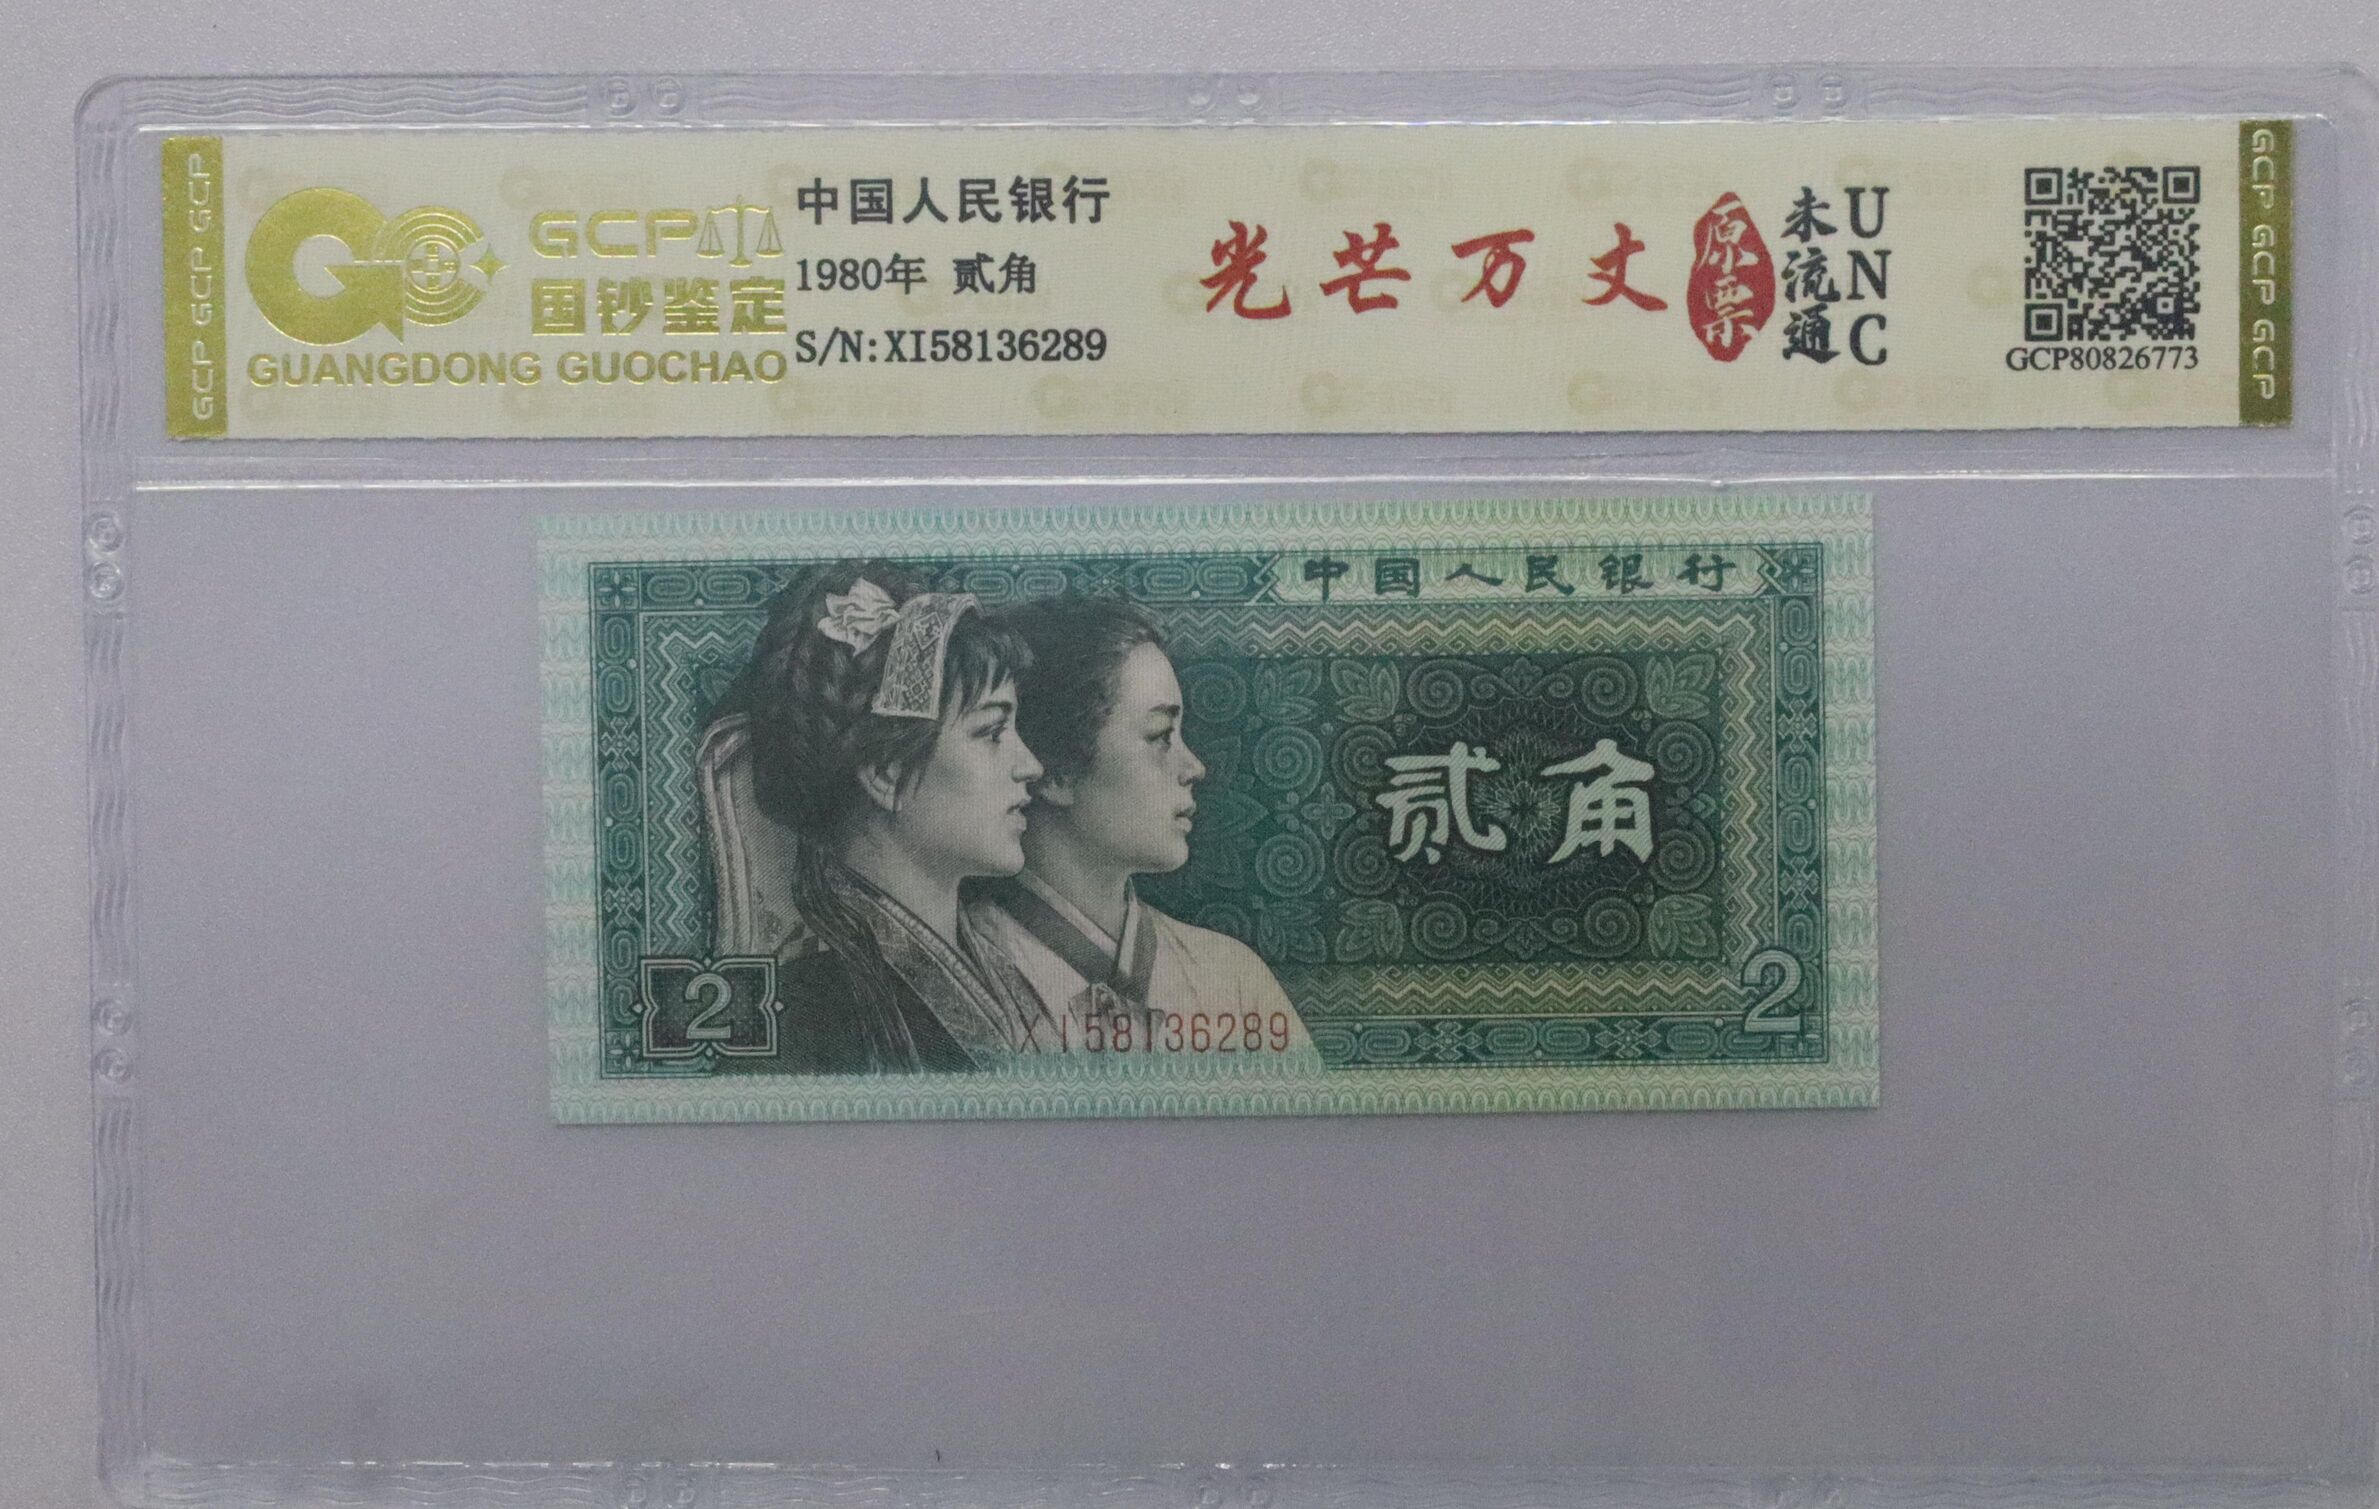 GCP GCP GCP
GCP
国钞鉴定
GUANGDONG GUOCHAO
中国人民银行
1980年 贰角
S/N:XI58136289
光芒万丈
原票
未流通
UNC
GCP80826773
GCP GCP GCP
中国人民银行
贰角
2
XI58136289
2